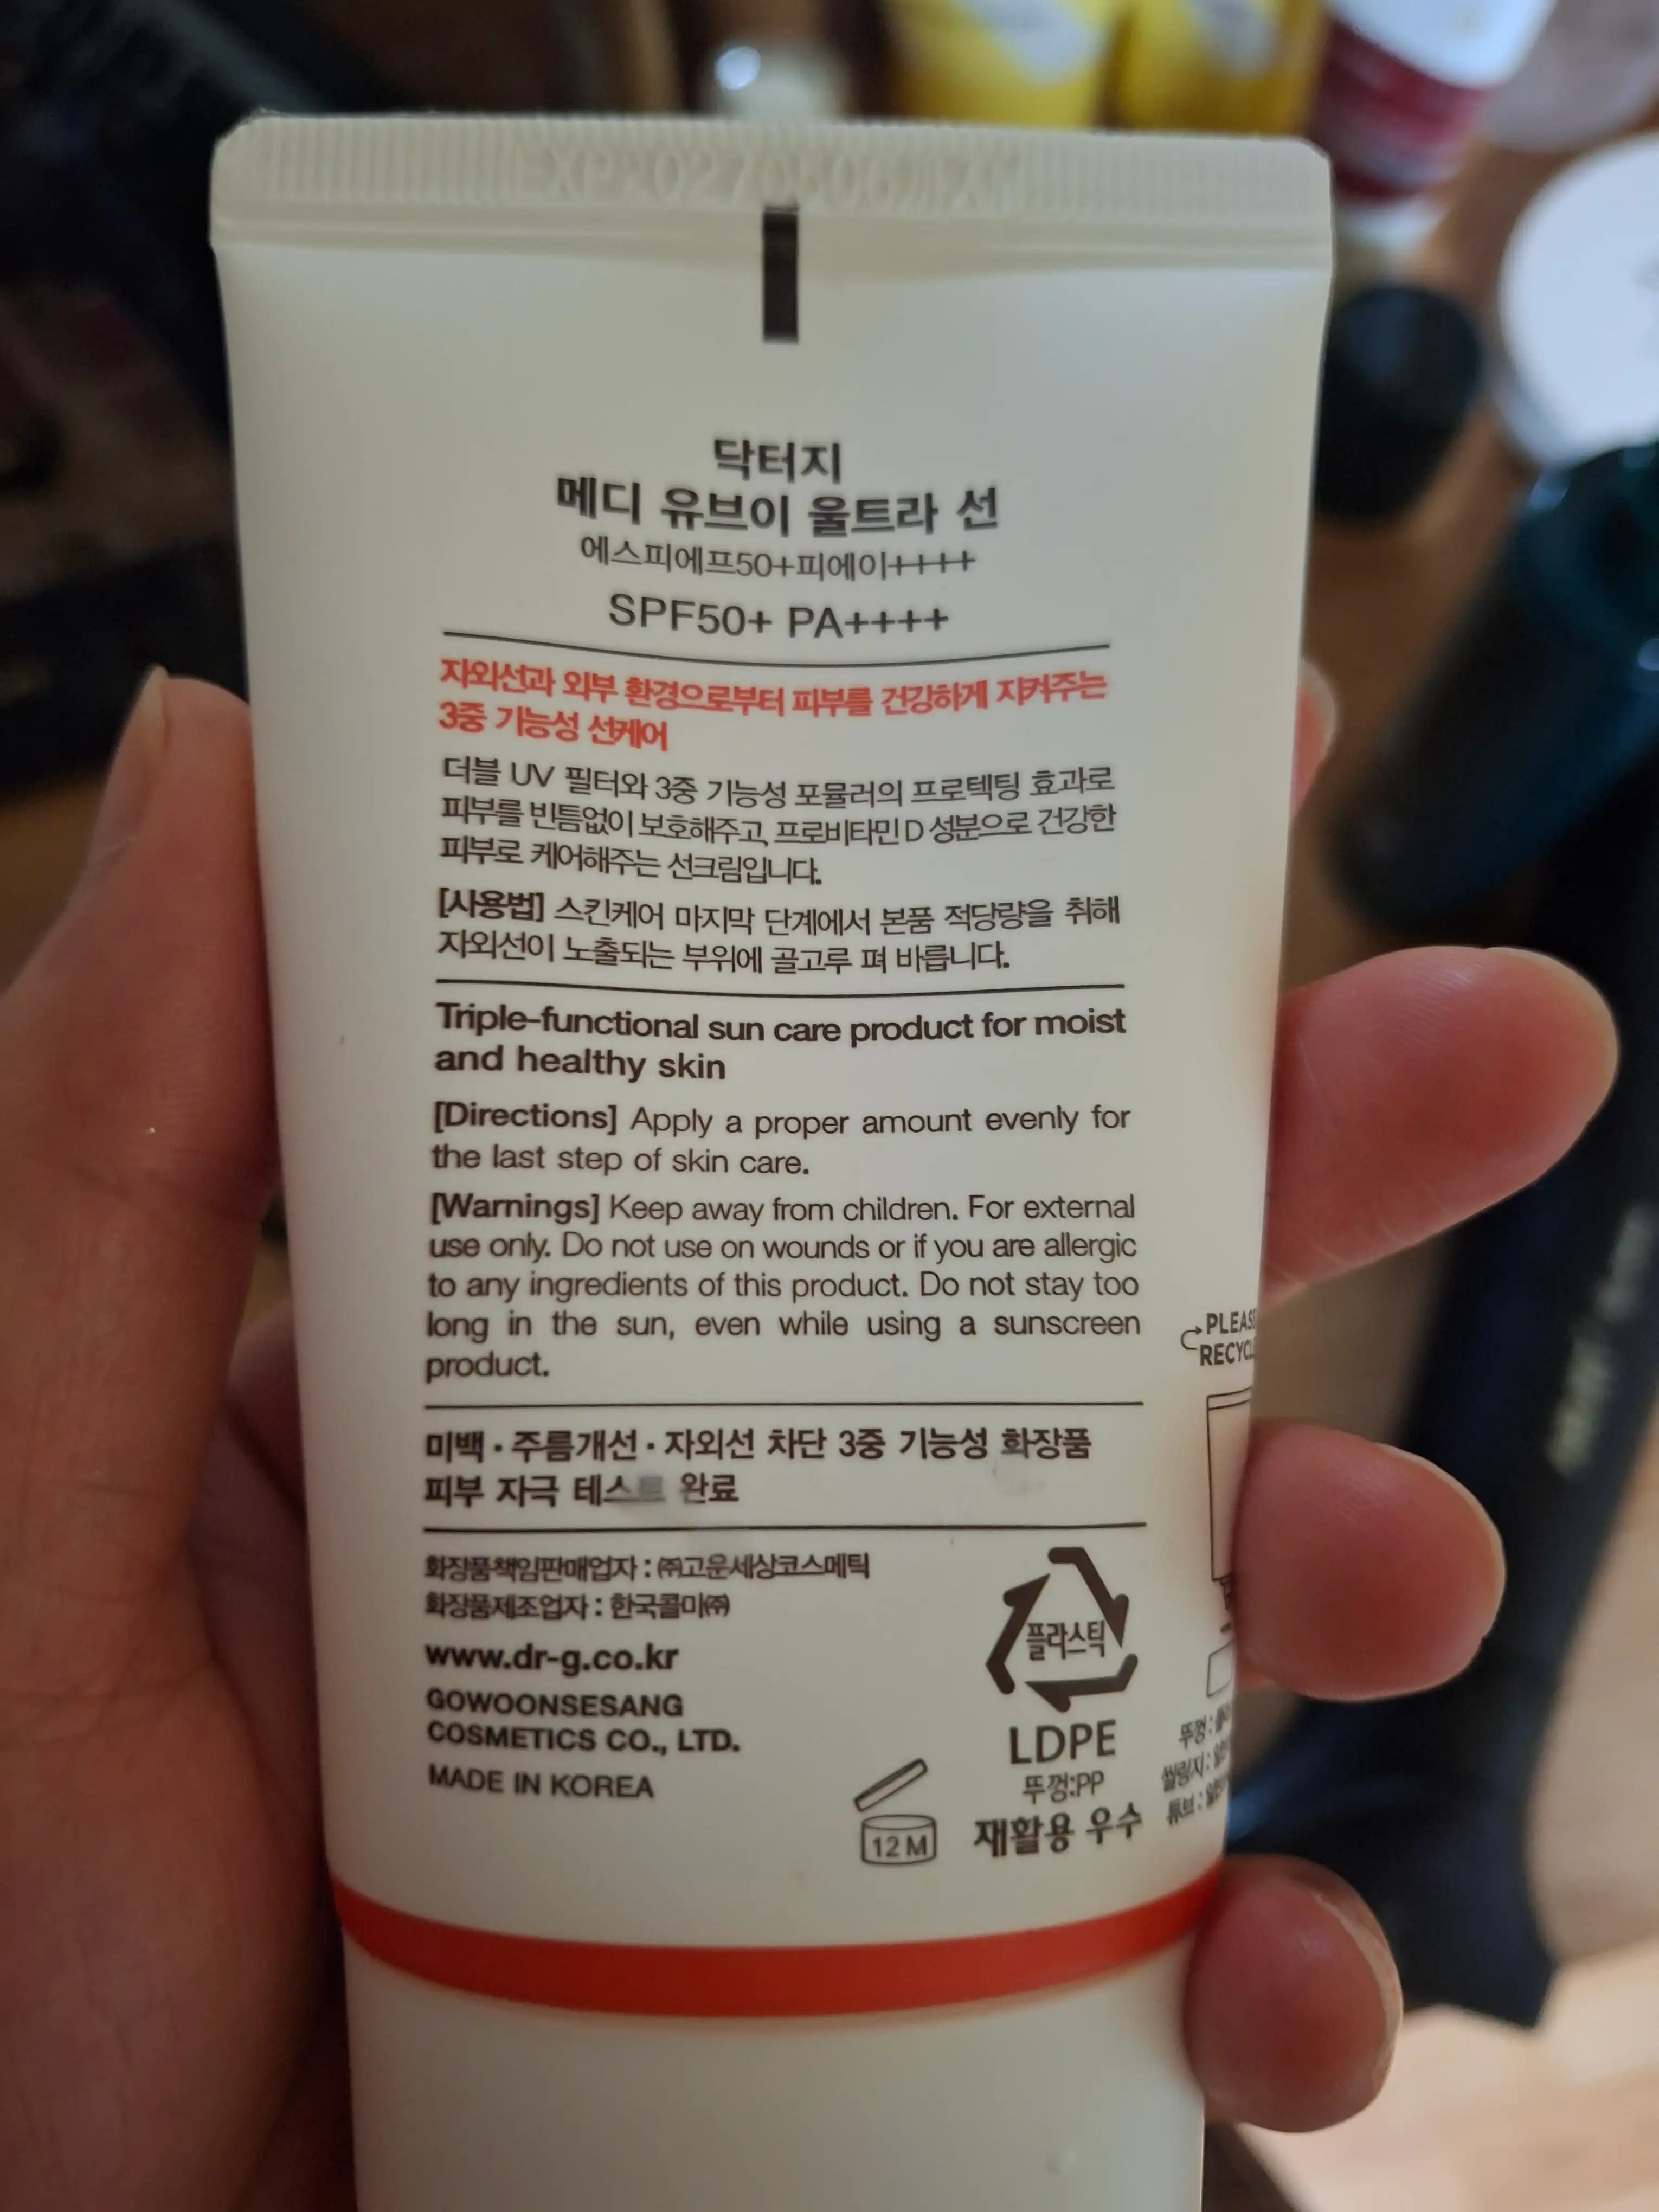 닥터지
메디 유브이 울트라 선
에스피에프50+피에이++++
SPF50+ PA++++
자외선과 외부 환경으로부터 피부를 건강하게 지켜주는
3중 기능성 선케어
더블 UV 필터와 3중 기능성 포뮬러의 프로텍팅 효과로
피부를 빈틈없이 보호해주고, 프로비타민 D 성분으로 건강한
피부로 케어해주는 선크림입니다.
[사용법] 스킨케어 마지막 단계에서 본품 적당량을 취해
자외선이 노출되는 부위에 골고루 펴 바릅니다.
Triple-functional sun care product for moist
and healthy skin
[Directions] Apply a proper amount evenly for
the last step of skin care.
[Warnings] Keep away from children. For external
use only. Do not use on wounds or if you are allergic
to any ingredients of this product. Do not stay too
long in the sun, even while using a sunscreen
product.
PLEASE
RECYCLE
미백·주름개선·자외선 차단 3중 기능성 화장품
피부 자극 테스트 완료
화장품책임판매업자 : ㈜고운세상코스메틱
화장품제조업자 : 한국콜마㈜
www.dr-g.co.kr
GOWOONSESANG
COSMETICS CO., LTD.
MADE IN KOREA
12 M
플라스틱
LDPE
뚜껑:PP
재활용 우수
뚜껑 :
씰링지 :
튜브 :